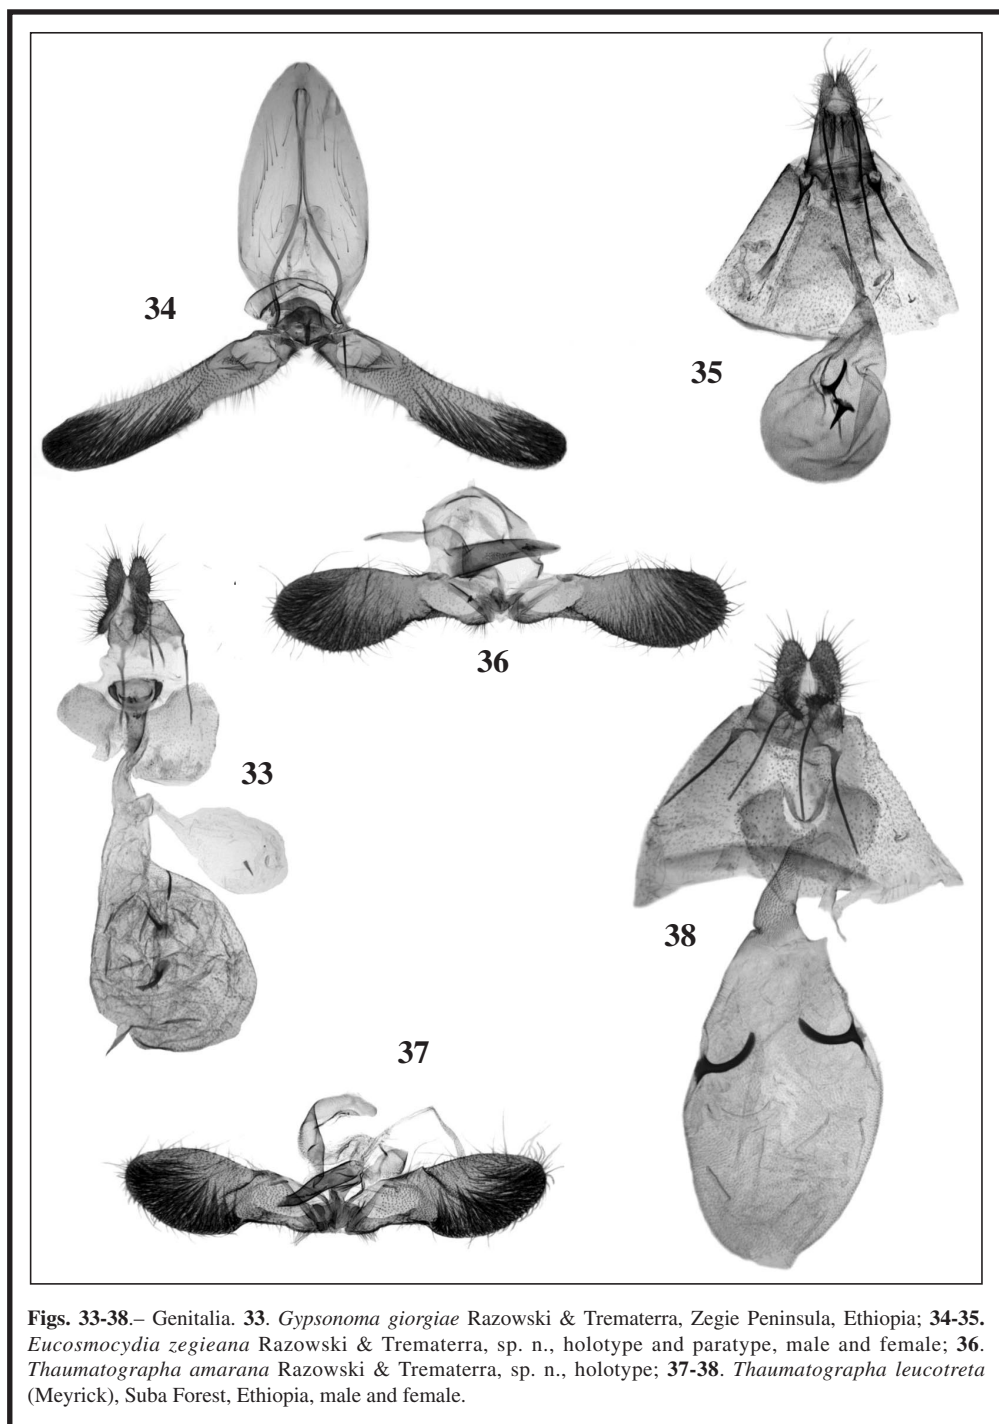 34
35
36
33
38
37
Figs. 33-38.– Genitalia. 33. Gypsonoma giorgiae Razowski & Trematerra, Zegie Peninsula, Ethiopia; 34-35.
Eucosmocydia zegieana Razowski & Trematerra, sp. n., holotype and paratype, male and female; 36.
Thaumatographa amarana Razowski & Trematerra, sp. n., holotype; 37-38. Thaumatographa leucotreta
(Meyrick), Suba Forest, Ethiopia, male and female.